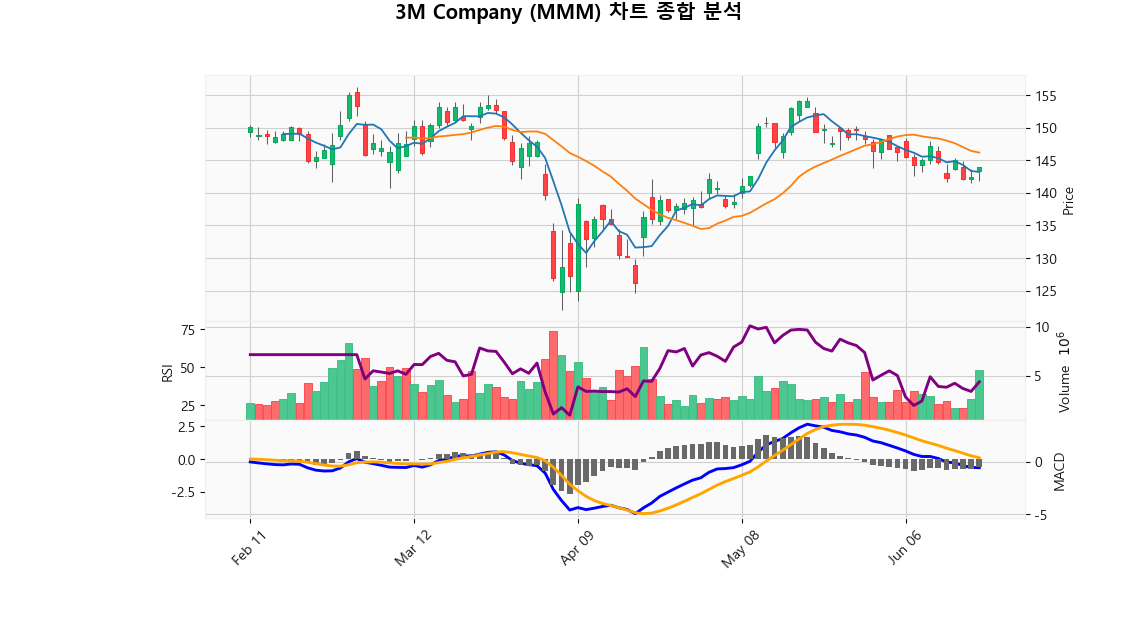 3M Company (MMM) 차트 종합 분석
155
150
145
140
135
130
125
Price
75
50
25
RSI
10
5
Volume 10^6
2.5
0.0
-2.5
0
-5
MACD
Feb 11
Mar 12
Apr 09
May 08
Jun 06